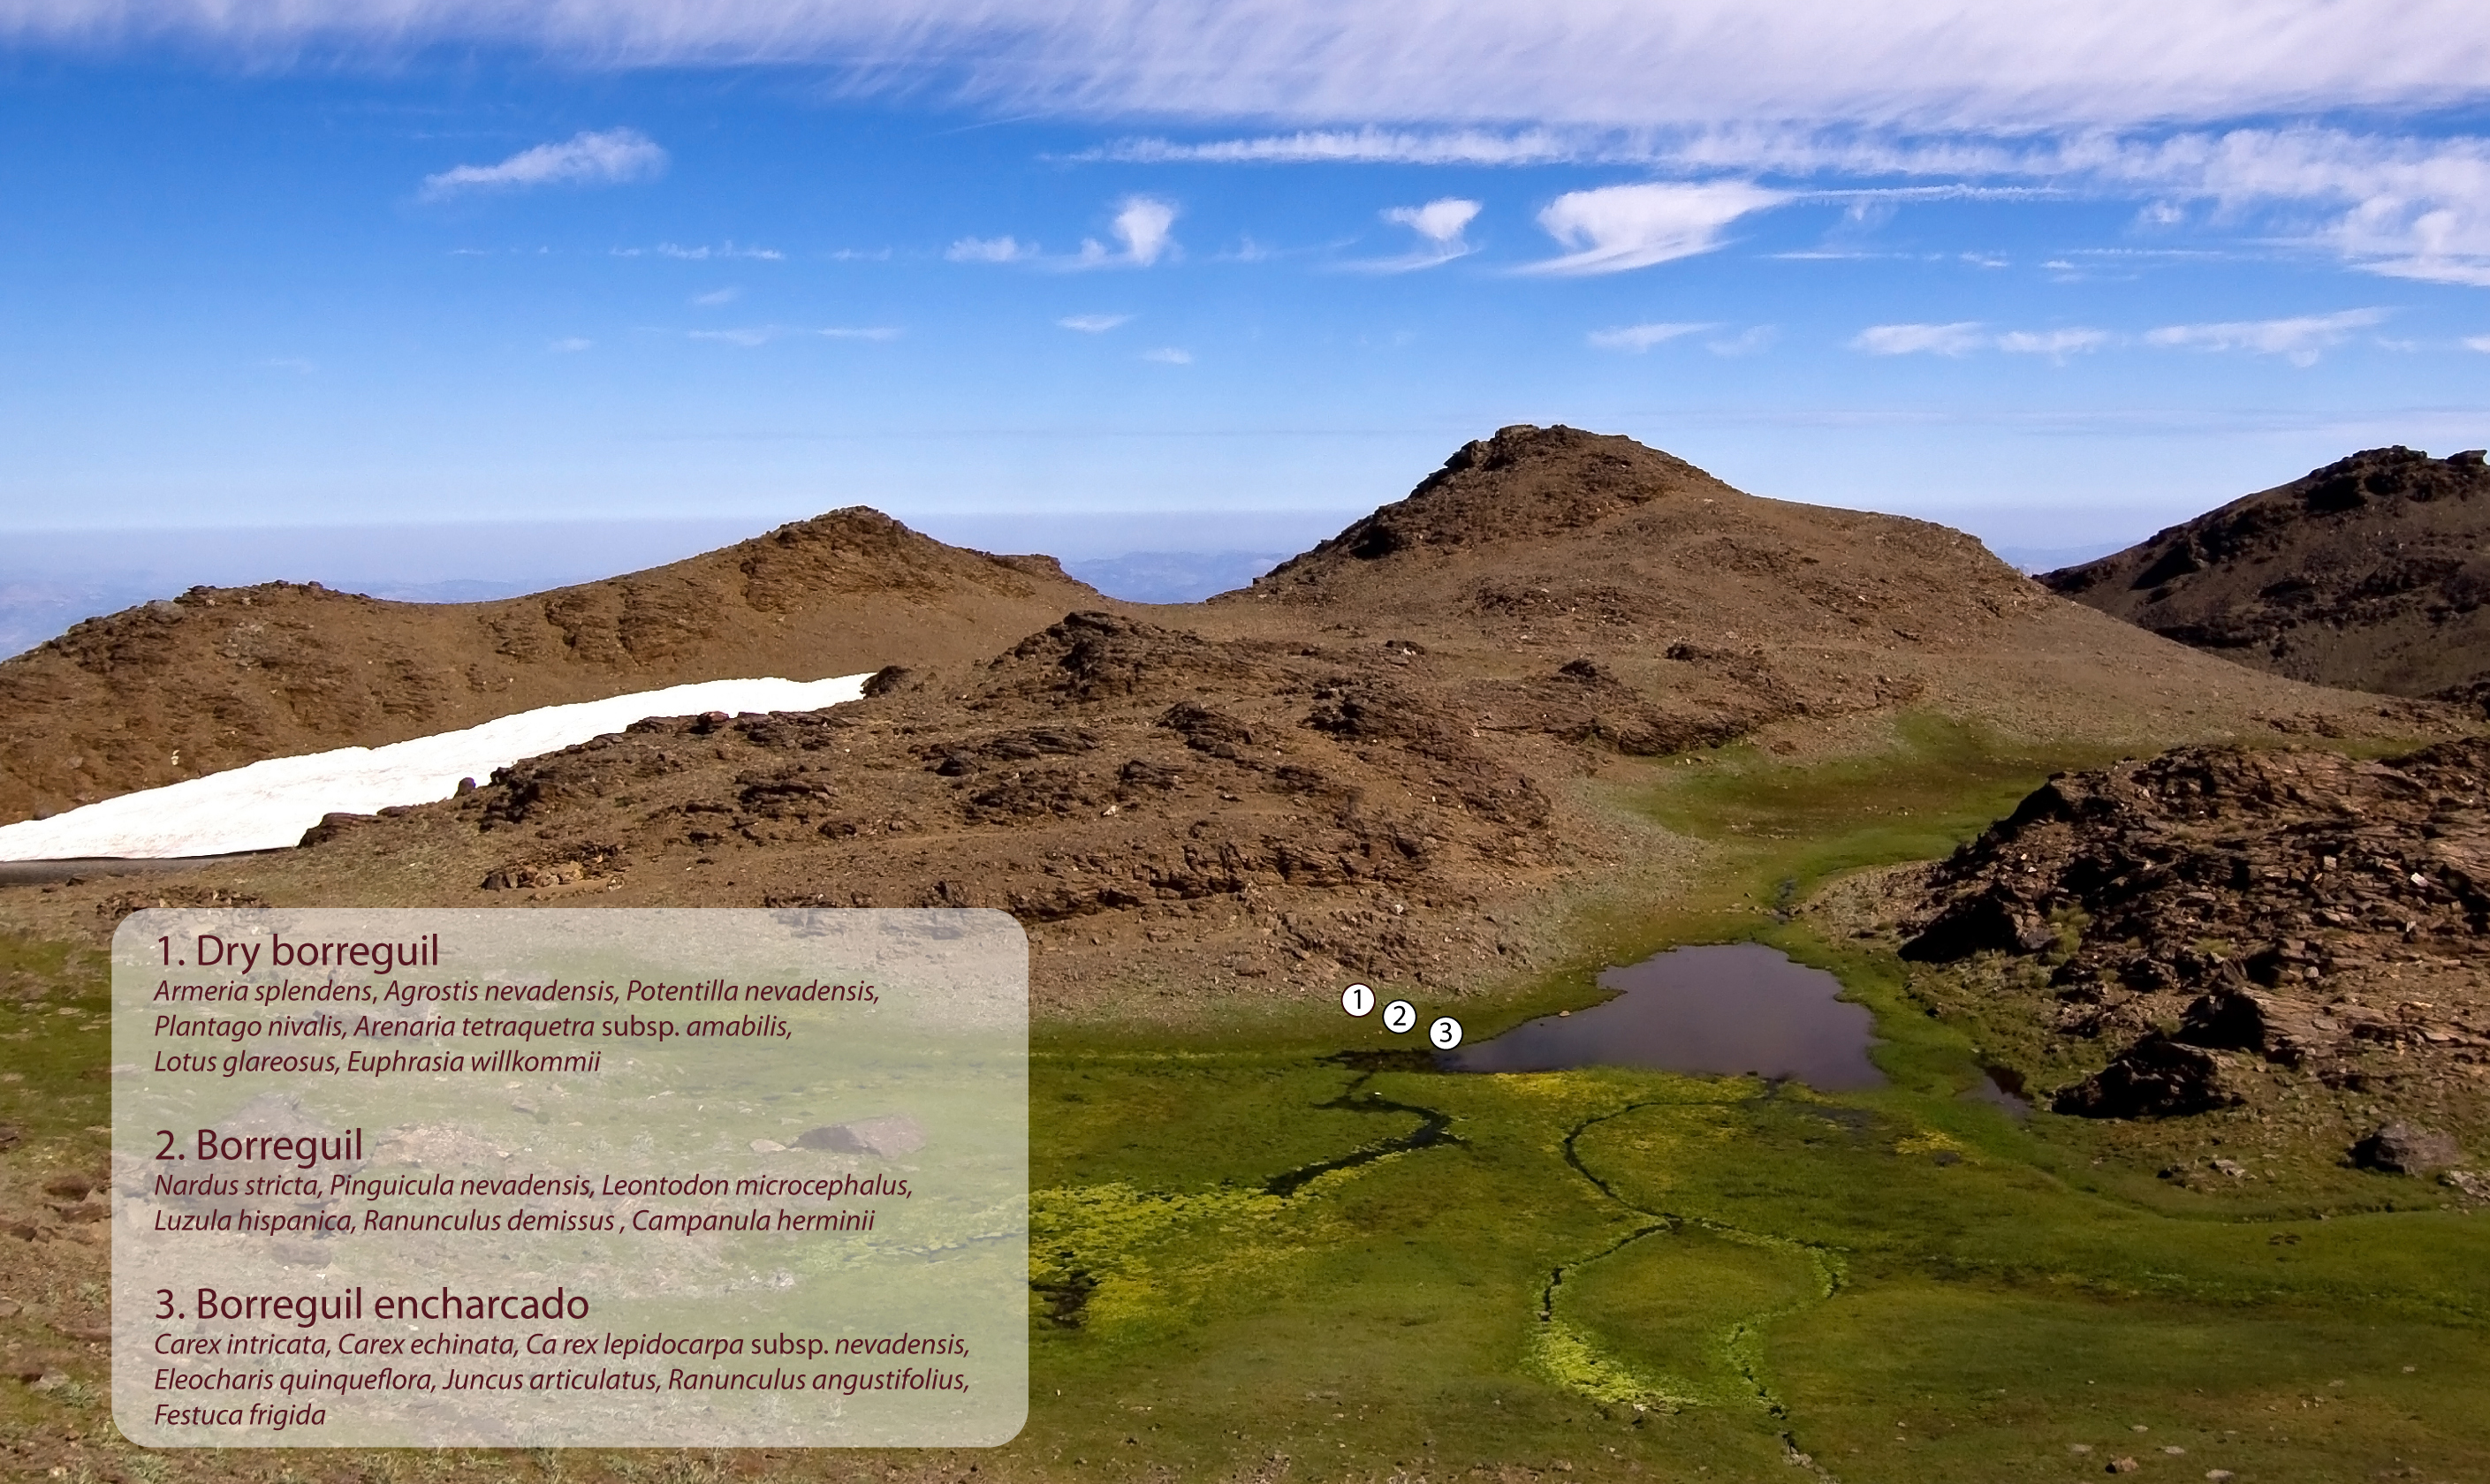 1. Dry borreguil
Armeria splendens, Agrostis nevadensis, Potentilla nevadensis,
Plantago nivalis, Arenaria tetraquetra subsp. amabilis,
Lotus glareosus, Euphrasia willkommii
2. Borreguil
Nardus stricta, Pinguicula nevadensis, Leontodon microcephalus,
Luzula hispanica, Ranunculus demissus , Campanula herminii
3. Borreguil encharcado
Carex intricata, Carex echinata, Ca rex lepidocarpa subsp. nevadensis,
Eleocharis quinqueflora, Juncus articulatus, Ranunculus angustifolius,
Festuca frigida
1
2
3